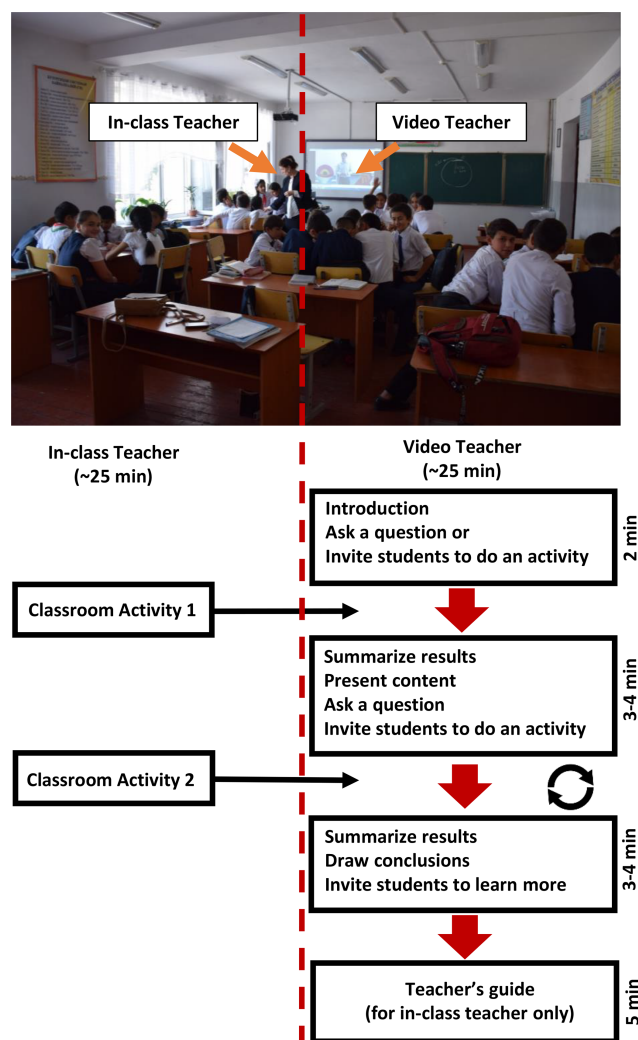 In-class Teacher
Video Teacher
In-class Teacher
(~25 min)
Video Teacher
(~25 min)
Introduction
Ask a question or
Invite students to do an activity
2 min
Classroom Activity 1
Summarize results
Present content
Ask a question
Invite students to do an activity
3-4 min
Classroom Activity 2
Summarize results
Draw conclusions
Invite students to learn more
3-4 min
Teacher’s guide
(for in-class teacher only)
5 min